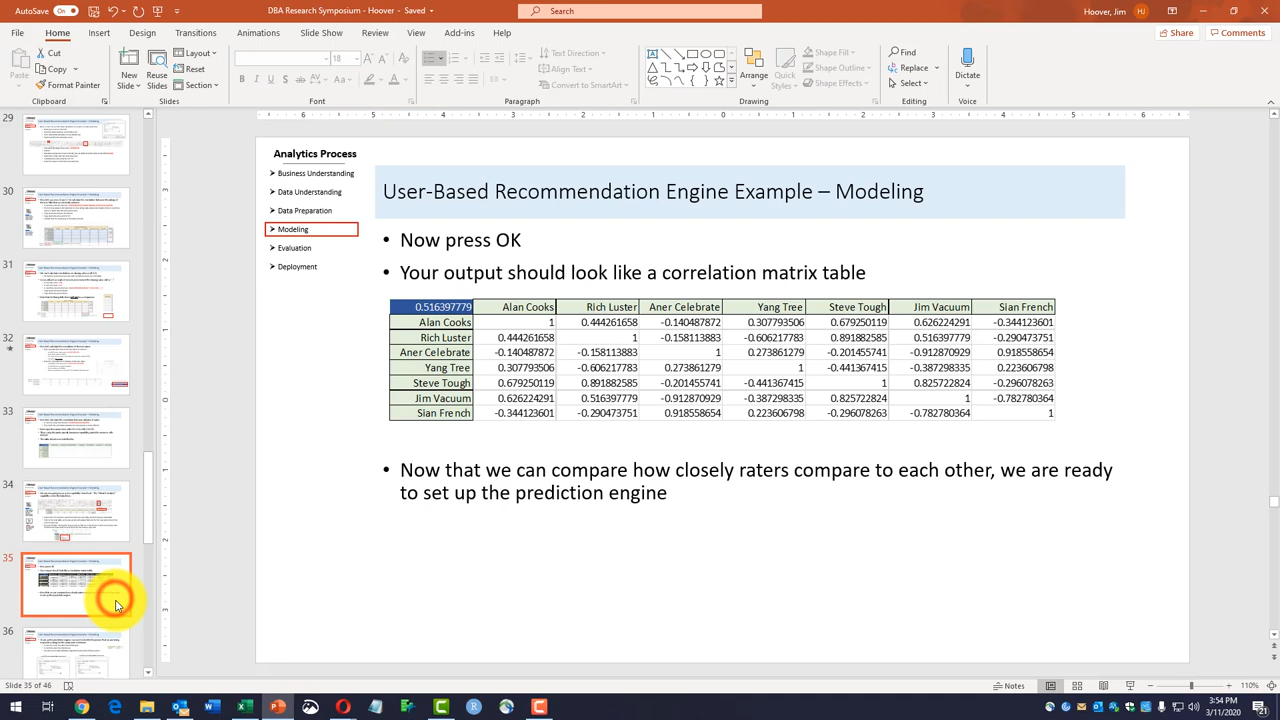 AutoSave On DBA Research Symposium - Saved Search Hoover, Jim
File Home Insert Design Transitions Animations Slide Show Review View Add-ins Help Share Comments
Paste Cut Copy Format Painter
New Slide Reuse Slides Layout Reset Section
18
B I U S Aa A
Text Direction Align Text Convert to SmartArt
Arrange Quick Styles Shape Fill Shape Outline Shape Effects
Find Replace Select Dictate
Clipboard Slides Font Paragraph Drawing Editing Voice
29
30
31
32
33
34
35
Analytics Process
Business Understanding
Data Understanding
Data Preparation
Modeling
Evaluation
Deployment
User-Based Recommendation Engine Example – Modeling
• Now press OK
• Your output should look like a correlation matrix table
0.516397779 Alan Cooks Rich Luster Aner Celebrate Yang Tree Steve Tough Jim Vacuum Sian French
Alan Cooks 1 0.444261658 -0.140487872 0.307793506 0.679250119 0.626224291 -0.344123601
Rich Luster 0.444261658 1 -0.158113883 -0.606217783 0.891882585 0.516397779 -0.290473751
Aner Celebrate -0.140487872 -0.158113883 1 0.273861279 -0.201455741 -0.912870929 0.918558654
Yang Tree 0.307793506 -0.606217783 0.273861279 1 -0.441367415 -0.387298335 0.223606798
Steve Tough 0.679250119 0.891882585 -0.201455741 -0.441367415 1 0.825722824 -0.296078263
Jim Vacuum 0.626224291 0.516397779 -0.912870929 -0.387298335 0.825722824 1 -0.782780364
Sian French -0.344123601 -0.290473751 0.918558654 0.223606798 -0.296078263 -0.782780364 1
• Now that we can compare how closely raters compare to each other, we are ready
to set up the prediction engine
Slide 35 of 46 Notes 110%
3:54 PM
3/11/2020